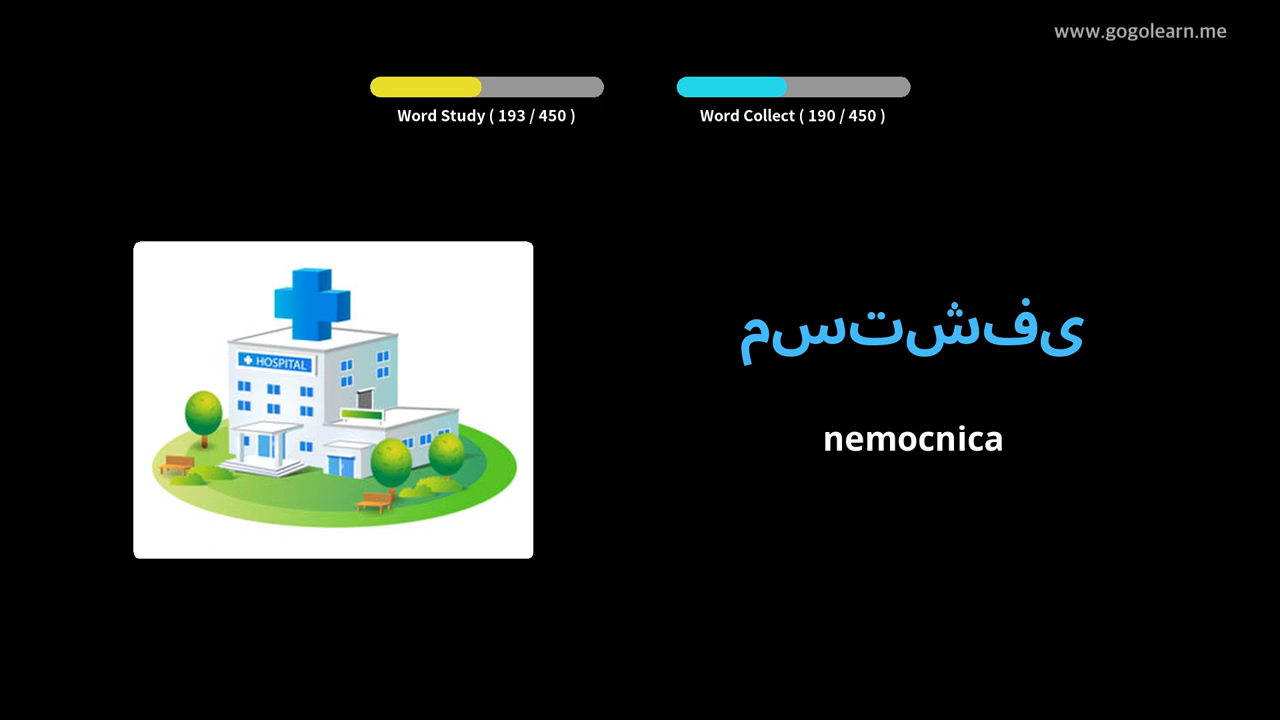 www.gogolearn.me
Word Study ( 193 / 450 )
Word Collect ( 190 / 450 )
HOSPITAL
مستشفى
nemocnica